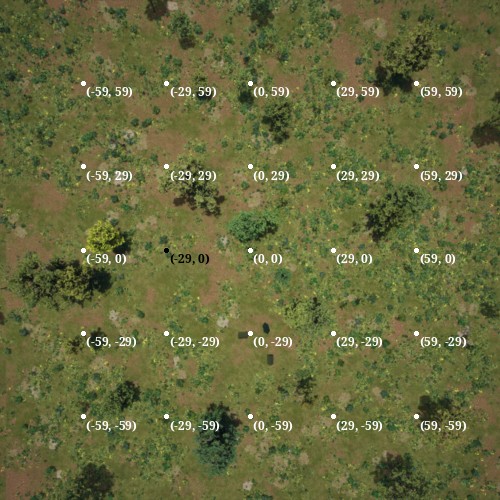 (-59, 59) (-29, 59) (0, 59) (29, 59) (59, 59)
(-59, 29) (-29, 29) (0, 29) (29, 29) (59, 29)
(-59, 0) (-29, 0) (0, 0) (29, 0) (59, 0)
(-59, -29) (-29, -29) (0, -29) (29, -29) (59, -29)
(-59, -59) (-29, -59) (0, -59) (29, -59) (59, -59)